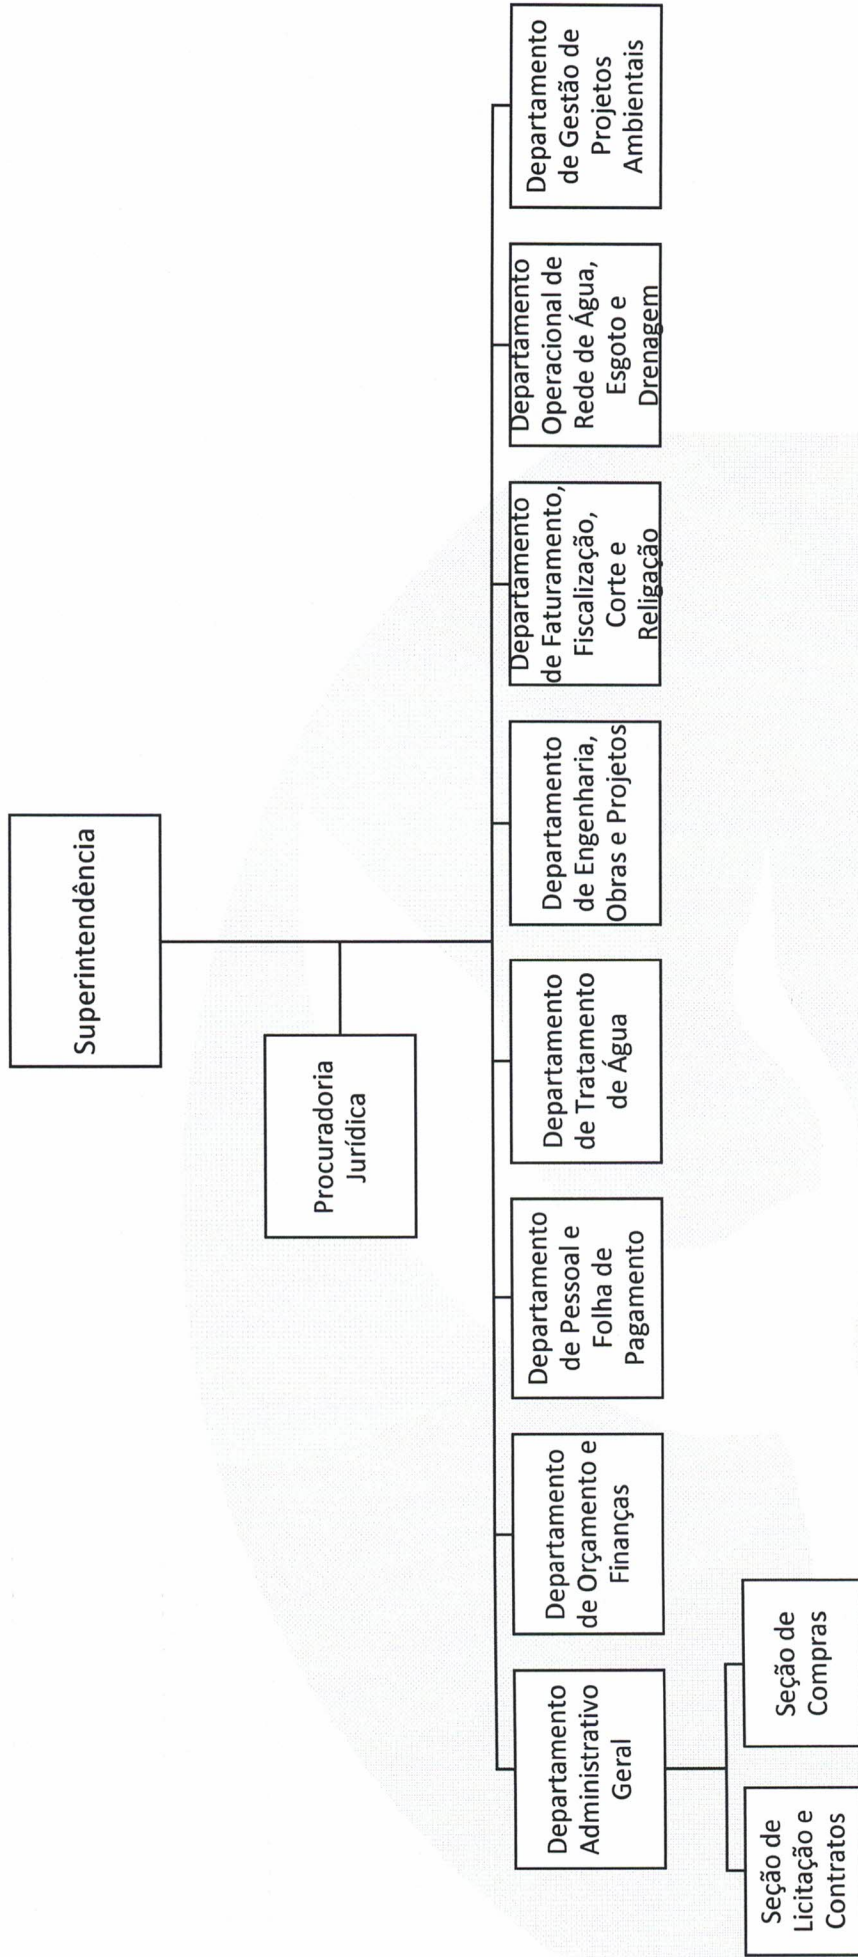 Superintendência
Procuradoria
Jurídica
Departamento
Administrativo
Geral
Departamento
de Orçamento e
Finanças
Departamento
de Pessoal e
Folha de
Pagamento
Departamento
de Tratamento
de Água
Departamento
de Engenharia,
Obras e Projetos
Departamento
de Faturamento,
Fiscalização,
Corte e
Religação
Departamento
Operacional de
Rede de Água,
Esgoto e
Drenagem
Departamento
de Gestão de
Projetos
Ambientais
Seção de
Licitação e
Contratos
Seção de
Compras